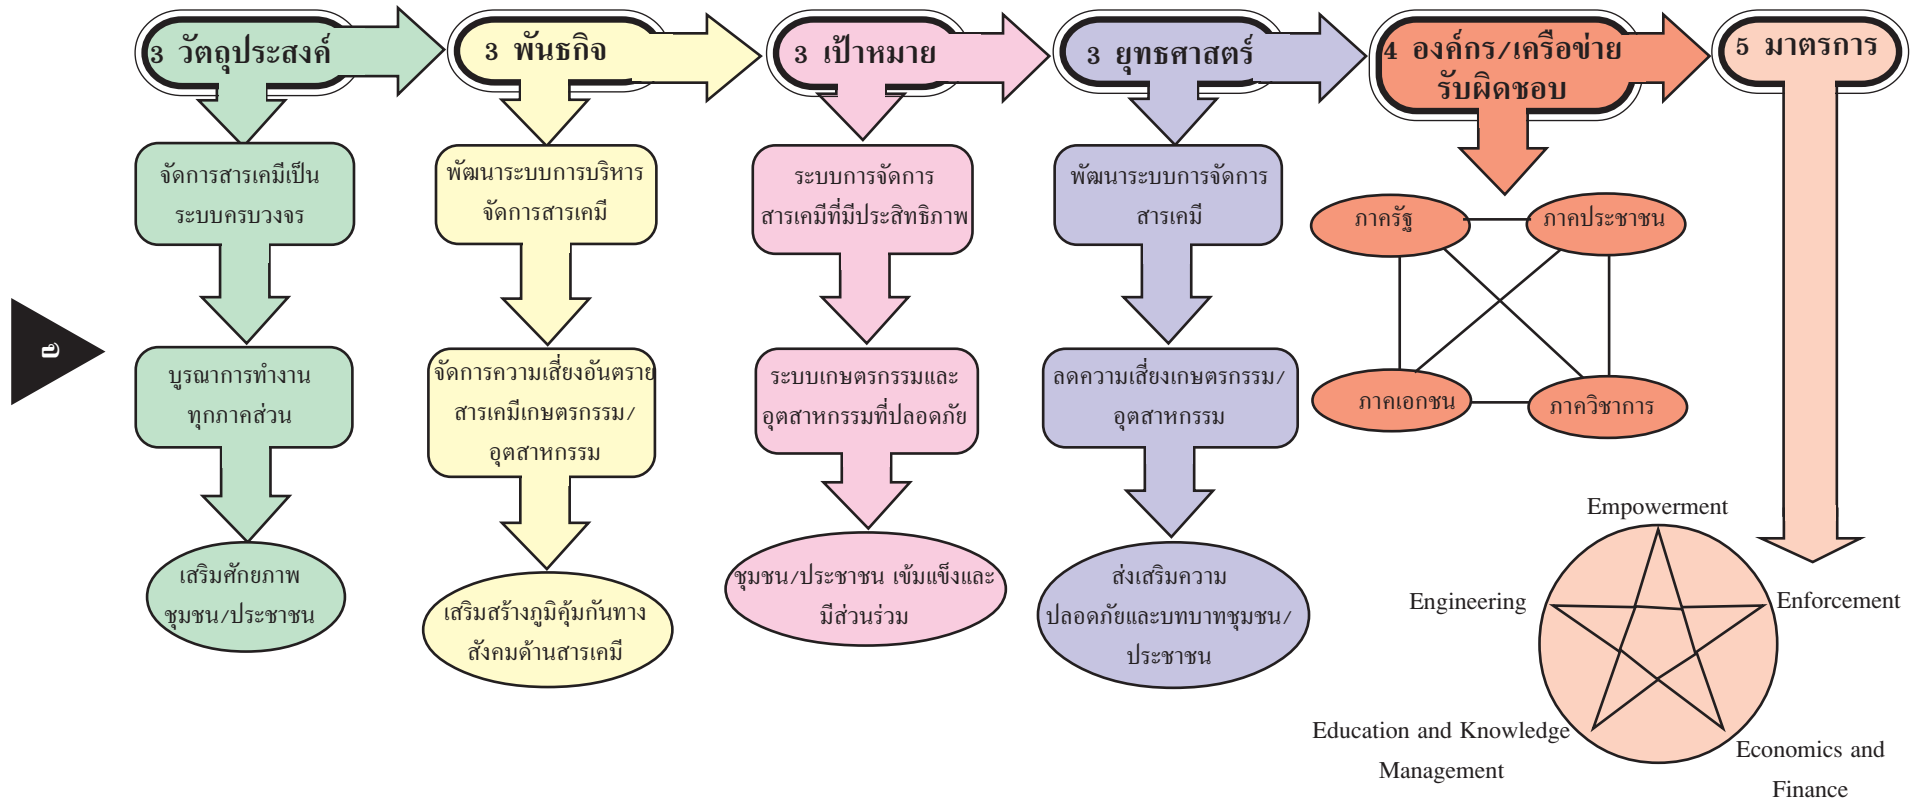 3 วัตถุประสงค์
จัดการสารเคมีเป็น
ระบบครบวงจร
บูรณาการทำงาน
ทุกภาคส่วน
เสริมศักยภาพ
ชุมชน/ประชาชน
3 พันธกิจ
พัฒนาระบบการบริหาร
จัดการสารเคมี
จัดการความเสี่ยงอันตราย
สารเคมีเกษตรกรรม/
อุตสาหกรรม
เสริมสร้างภูมิคุ้มกันทาง
สังคมด้านสารเคมี
3 เป้าหมาย
ระบบการจัดการ
สารเคมีที่มีประสิทธิภาพ
ระบบเกษตรกรรมและ
อุตสาหกรรมที่ปลอดภัย
ชุมชน/ประชาชน เข้มแข็งและ
มีส่วนร่วม
3 ยุทธศาสตร์
พัฒนาระบบการจัดการ
สารเคมี
ลดความเสี่ยงเกษตรกรรม/
อุตสาหกรรม
ส่งเสริมความ
ปลอดภัยและบทบาทชุมชน/
ประชาชน
4 องค์กร/เครือข่าย
รับผิดชอบ
ภาครัฐ
ภาคประชาชน
ภาคเอกชน
ภาควิชาการ
5 มาตรการ
Empowerment
Engineering
Enforcement
Education and Knowledge
Management
Economics and
Finance